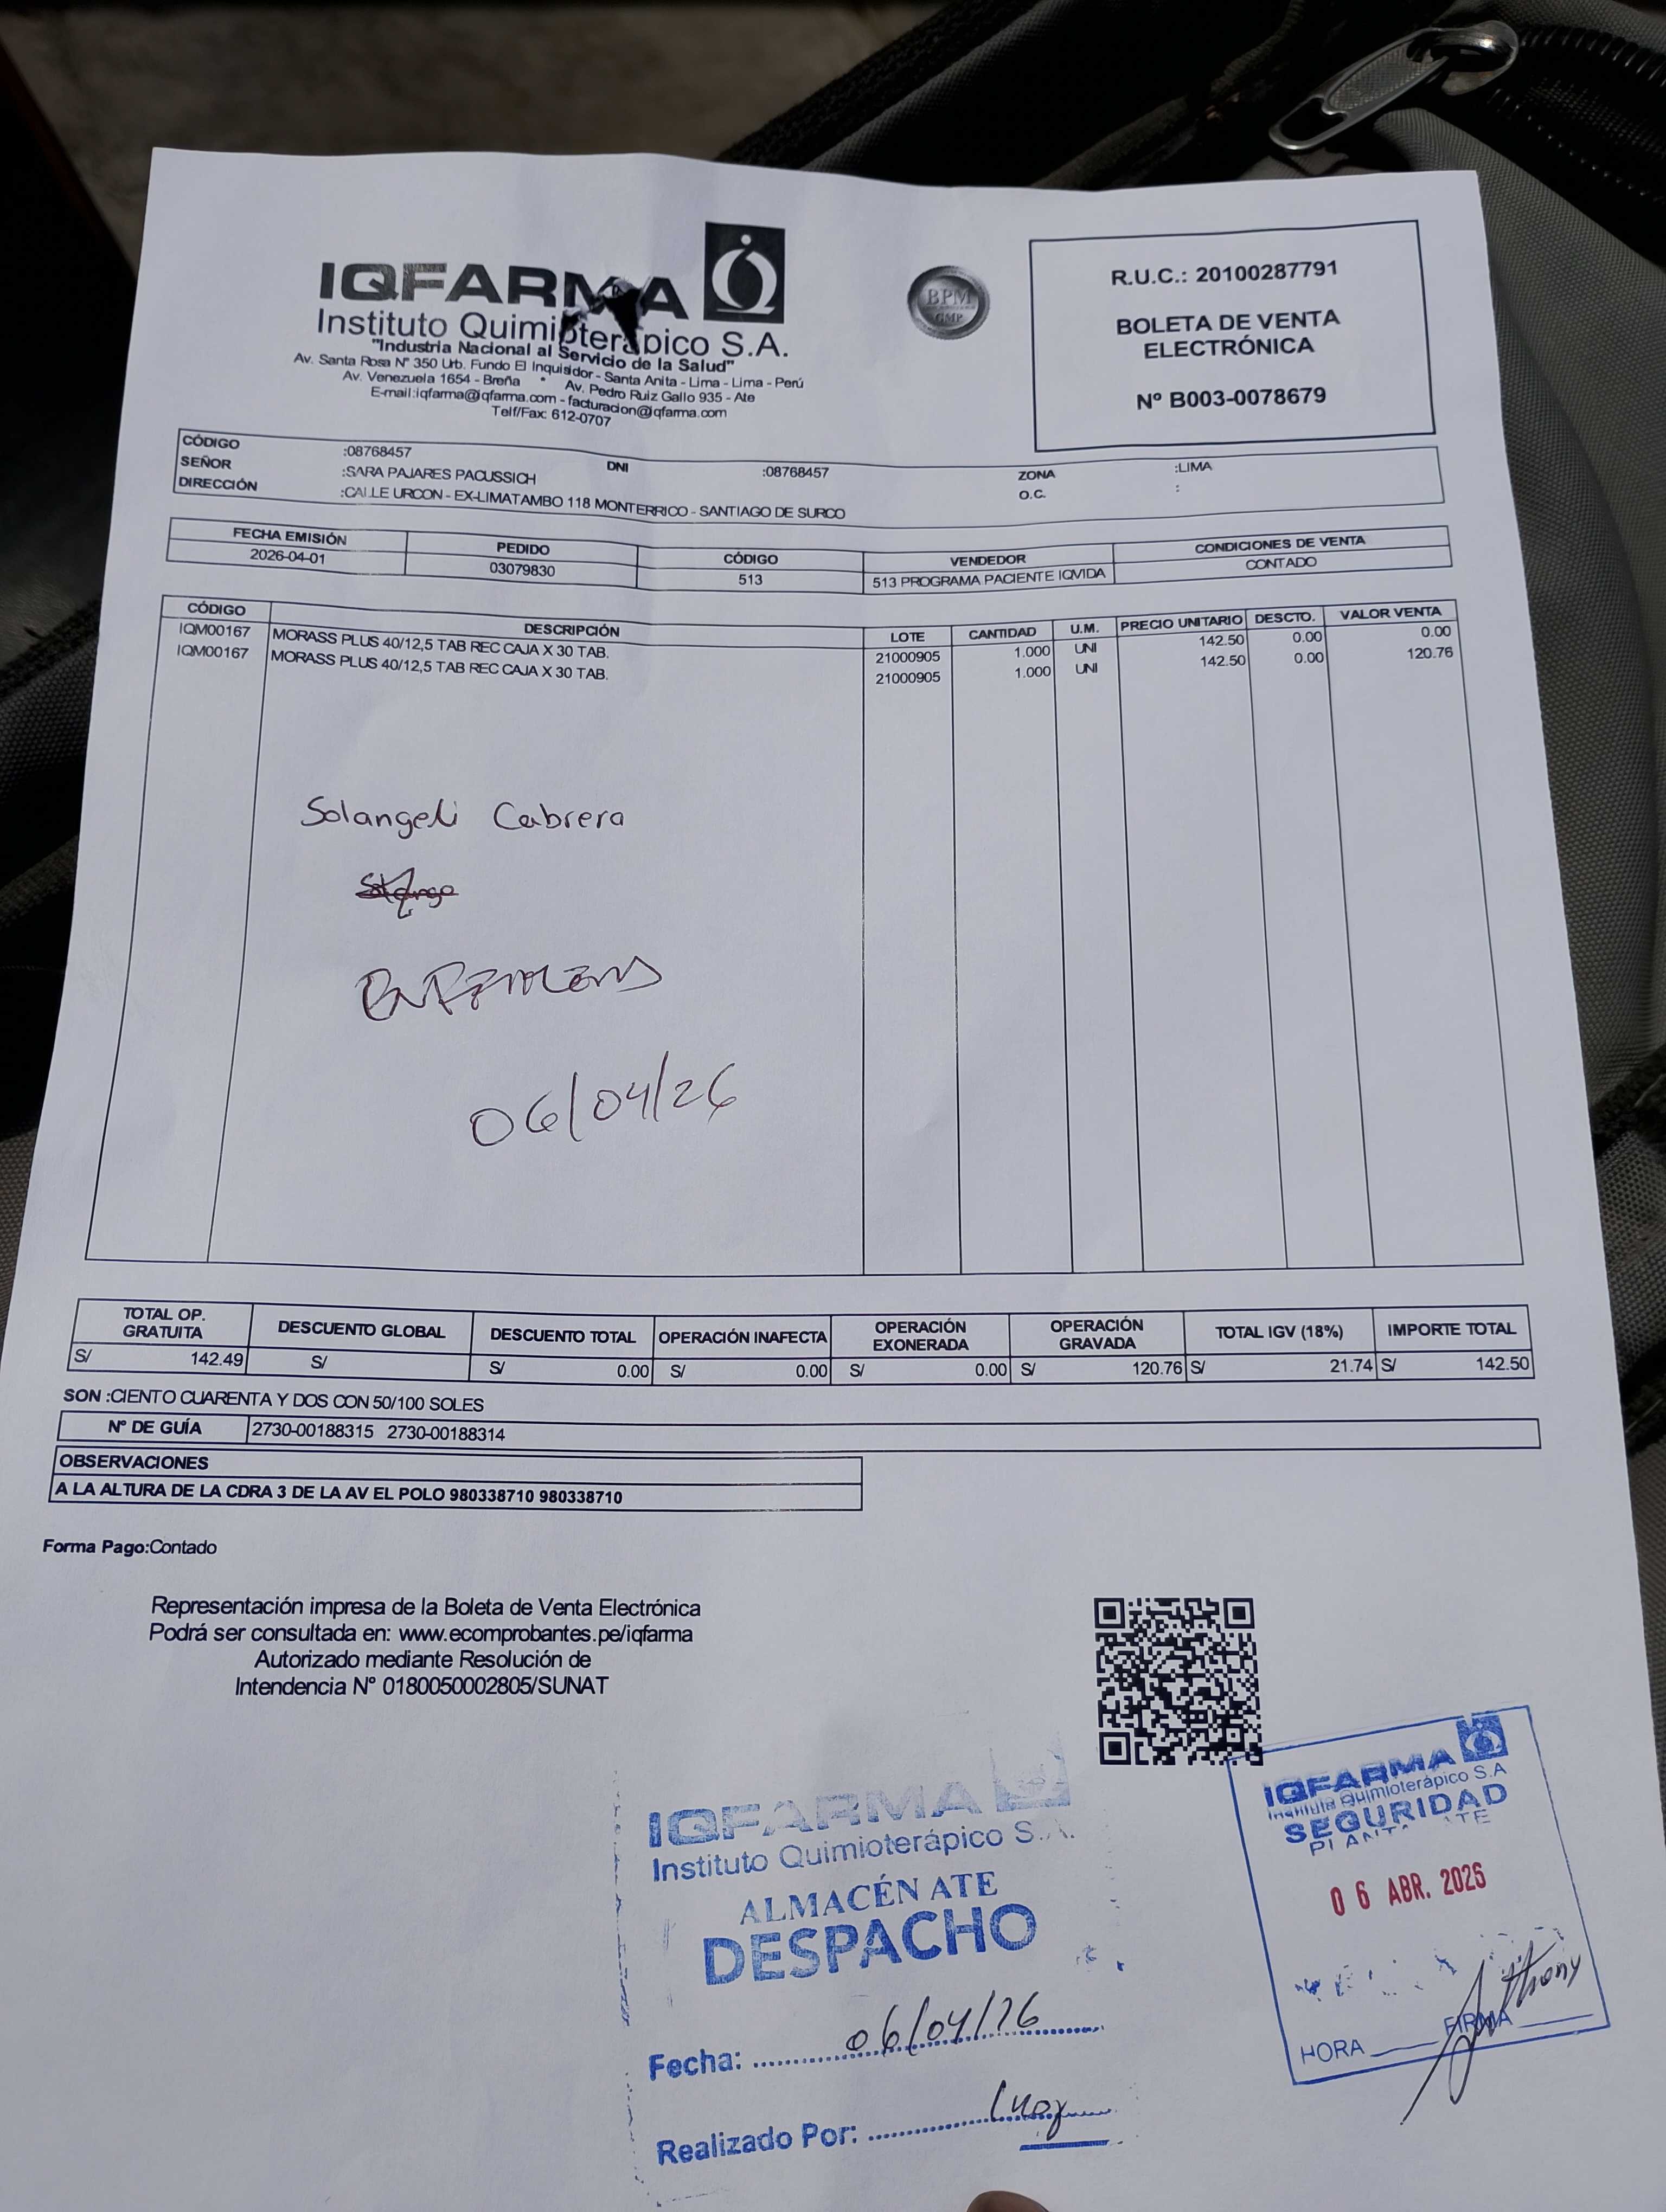 IQFARMA
Instituto Quimioterápico S.A.
"Industria Nacional al Servicio de la Salud"
Av. Santa Rosa N° 350 Urb. Fundo El Inquisidor - Santa Anita - Lima - Lima - Perú
Av. Venezuela 1654 - Breña * Av. Pedro Ruiz Gallo 935 - Ate
E-mail:iqfarma@iqfarma.com - facturacion@iqfarma.com
Telf/Fax: 612-0707
BPM
GMP
R.U.C.: 20100287791
BOLETA DE VENTA
ELECTRÓNICA
Nº B003-0078679
CÓDIGO :08768457 DNI :08768457 ZONA :LIMA
SEÑOR :SARA PAJARES PACUSSICH O.C. :
DIRECCIÓN :CALLE URCON - EX-LIMATAMBO 118 MONTERRICO - SANTIAGO DE SURCO
FECHA EMISIÓN PEDIDO CÓDIGO VENDEDOR CONDICIONES DE VENTA
2026-04-01 03079830 513 513 PROGRAMA PACIENTE IQVIDA CONTADO
CÓDIGO DESCRIPCIÓN LOTE CANTIDAD U.M. PRECIO UNITARIO DESCTO. VALOR VENTA
IQM00167 MORASS PLUS 40/12,5 TAB REC CAJA X 30 TAB. 21000905 1.000 UNI 142.50 0.00 0.00
IQM00167 MORASS PLUS 40/12,5 TAB REC CAJA X 30 TAB. 21000905 1.000 UNI 142.50 0.00 120.76
Solangeli Cabrera
06/04/26
TOTAL OP. GRATUITA DESCUENTO GLOBAL DESCUENTO TOTAL OPERACIÓN INAFECTA OPERACIÓN EXONERADA OPERACIÓN GRAVADA TOTAL IGV (18%) IMPORTE TOTAL
S/ 142.49 S/ S/ 0.00 S/ 0.00 S/ 0.00 S/ 120.76 S/ 21.74 S/ 142.50
SON :CIENTO CUARENTA Y DOS CON 50/100 SOLES
Nº DE GUÍA 2730-00188315 2730-00188314
OBSERVACIONES
A LA ALTURA DE LA CDRA 3 DE LA AV EL POLO 980338710 980338710
Forma Pago:Contado
Representación impresa de la Boleta de Venta Electrónica
Podrá ser consultada en: www.ecomprobantes.pe/iqfarma
Autorizado mediante Resolución de
Intendencia N° 0180050002805/SUNAT
IQFARMA
Instituto Quimioterápico S.A.
ALMACÉN ATE
DESPACHO
Fecha: 06/04/26
Realizado Por:
IQFARMA
Instituto Quimioterápico S.A
SEGURIDAD
PLANTA ATE
06 ABR. 2026
Anthony
HORA FIRMA